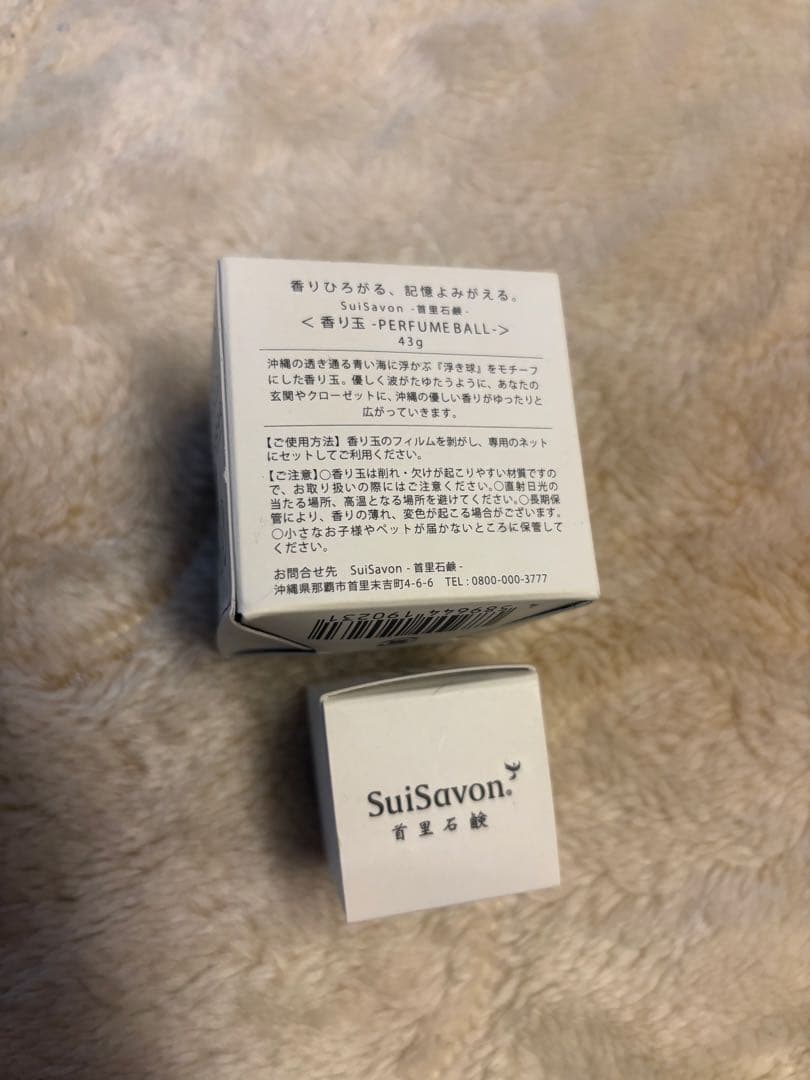 香りひろがる、記憶よみがえる。
SuiSavon -首里石鹸-
＜香り玉 -PERFUME BALL-＞
43g
沖縄の透き通る青い海に浮かぶ『浮き球』をモチーフ
にした香り玉。優しく波がたゆたうように、あなたの
玄関やクローゼットに、沖縄の優しい香りがゆったりと
広がっていきます。
【ご使用方法】香り玉のフィルムを剥がし、専用のネット
にセットしてご利用ください。
【ご注意】○香り玉は削れ・欠けが起こりやすい材質ですの
で、お取り扱いの際にはご注意ください。○直射日光の
当たる場所、高温となる場所を避けてください。○長期保
管により、香りの薄れ、変色が起こる場合がございます。
○小さなお子様やペットが届かないところに保管して
ください。
お問合せ先 SuiSavon -首里石鹸-
沖縄県那覇市首里末吉町4-6-6 TEL : 0800-000-3777
SuiSavon®
首里石鹸